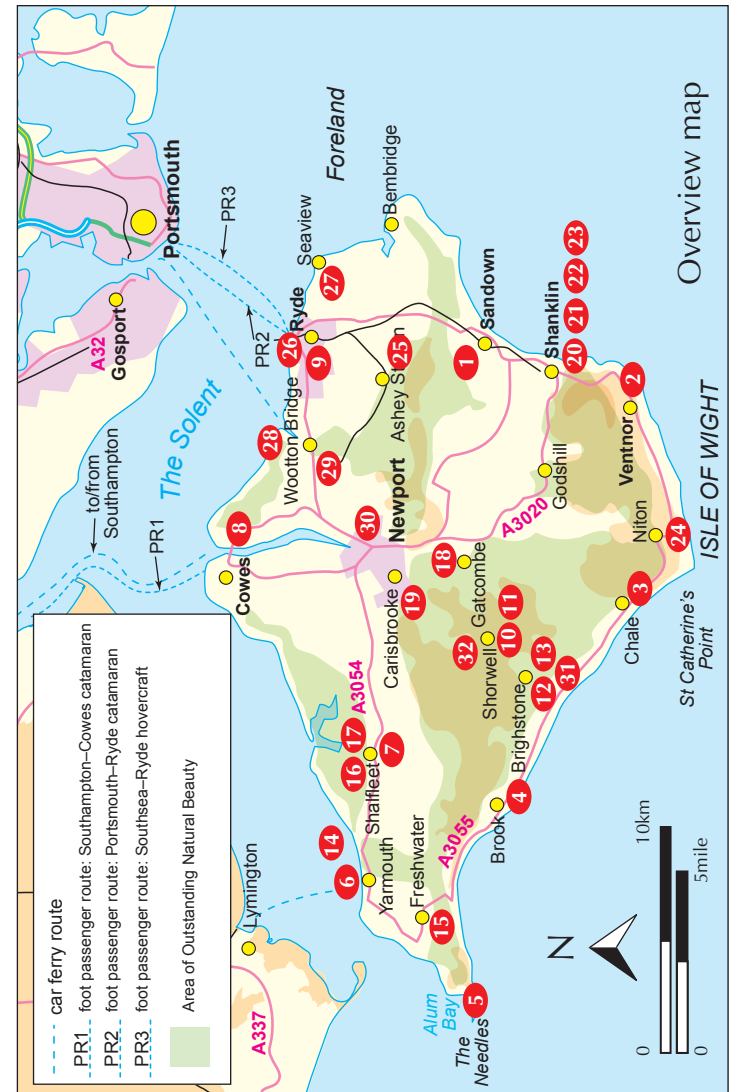 car ferry route
PR1 foot passenger route: Southampton–Cowes catamaran
PR2 foot passenger route: Portsmouth–Ryde catamaran
PR3 foot passenger route: Southsea–Ryde hovercraft
Area of Outstanding Natural Beauty
to/from
Southampton
PR1
The Solent
A32
Gosport
Portsmouth
PR3
PR2
Foreland
A337
Lymington
Cowes
8
28
Wootton Bridge
29
26
Ryde
9
Seaview
27
Bembridge
14
6
Yarmouth
16
17
Shalfleet
7
A3054
30
Newport
Carisbrooke
19
25
Ashey
1
Sandown
Freshwater
15
A3055
Alum
Bay
The
Needles
5
Brook
4
32
Shorwell
10
11
18
Gatcombe
Brighstone
12
13
31
A3020
Godshill
Shanklin
20
21
22
23
2
Ventnor
Niton
24
Chale
3
St Catherine's
Point
ISLE OF WIGHT
N
0
10km
0
5mile
Overview map